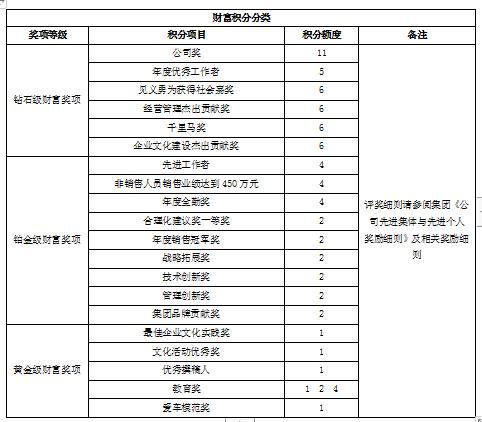 财富积分分类
奖项等级 积分项目 积分额度 备注
钻石级财富奖项
公司奖 11
年度优秀工作者 5
见义勇为获得社会嘉奖 6
经营管理杰出贡献奖 6
千里马奖 6
企业文化建设杰出贡献奖 6
铂金级财富奖项
先进工作者 4
非销售人员销售业绩达到450万元 4
年度全勤奖 4
合理化建议奖一等奖 2
年度销售冠军奖 2
战略拓展奖 2
技术创新奖 2
管理创新奖 2
集团品牌贡献奖 2
黄金级财富奖项
最佳企业文化实践奖 1
文化活动优秀奖 1
优秀撰稿人 1
教育奖 1 2 4
爱车模范奖 1
评奖细则请参阅集团《公
司先进集体与先进个人
奖励细则》及相关奖励细
则